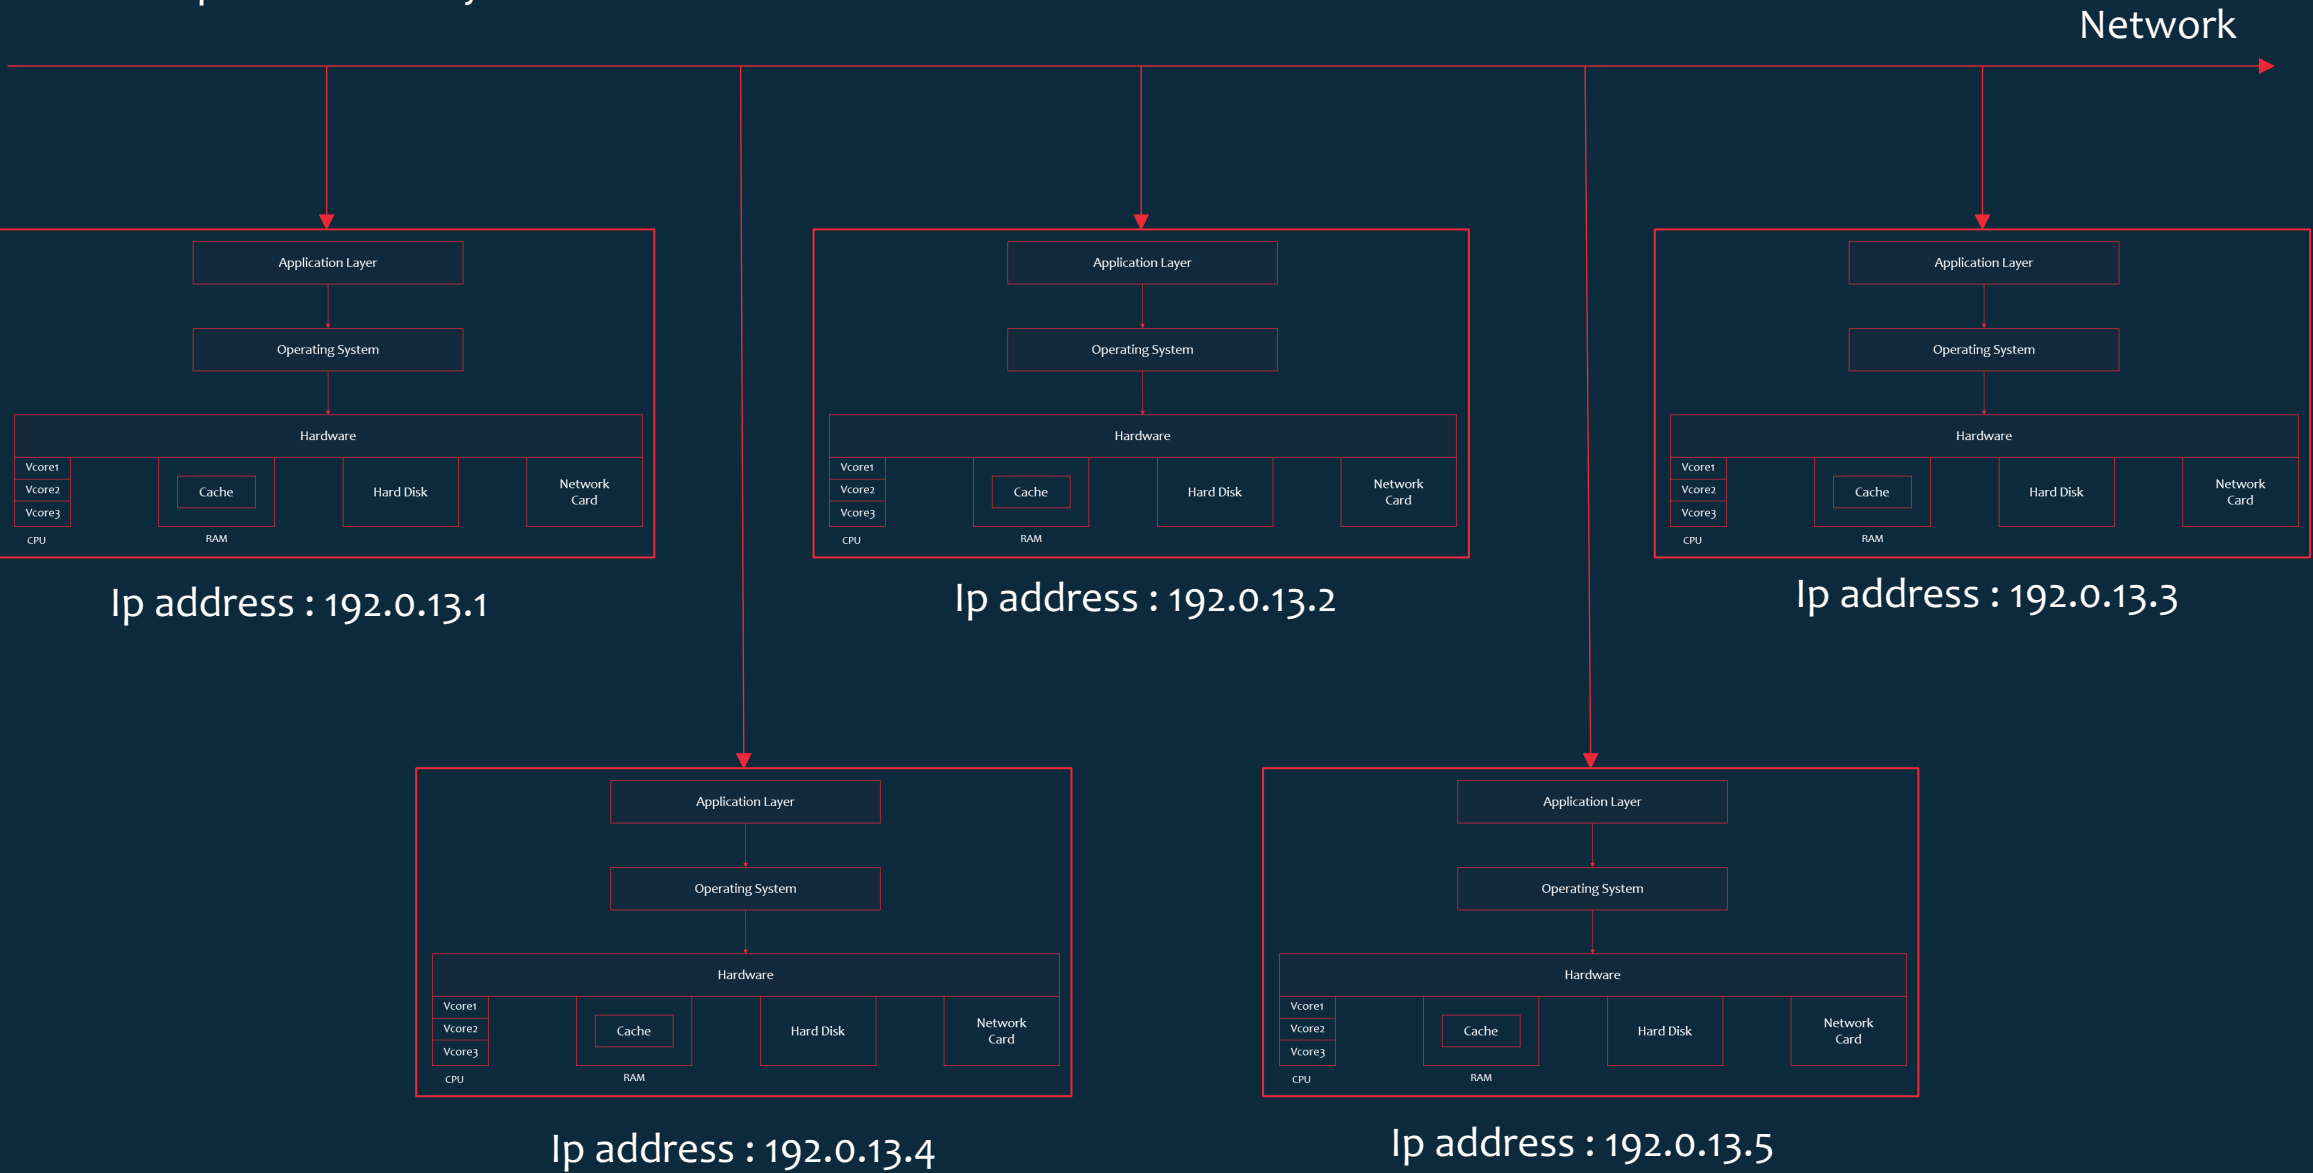 Network
Application Layer
Operating System
Hardware
Vcore1
Vcore2
Vcore3
Cache
Hard Disk
Network
Card
CPU
RAM
Ip address : 192.0.13.1
Application Layer
Operating System
Hardware
Vcore1
Vcore2
Vcore3
Cache
Hard Disk
Network
Card
CPU
RAM
Ip address : 192.0.13.2
Application Layer
Operating System
Hardware
Vcore1
Vcore2
Vcore3
Cache
Hard Disk
Network
Card
CPU
RAM
Ip address : 192.0.13.3
Application Layer
Operating System
Hardware
Vcore1
Vcore2
Vcore3
Cache
Hard Disk
Network
Card
CPU
RAM
Ip address : 192.0.13.4
Application Layer
Operating System
Hardware
Vcore1
Vcore2
Vcore3
Cache
Hard Disk
Network
Card
CPU
RAM
Ip address : 192.0.13.5